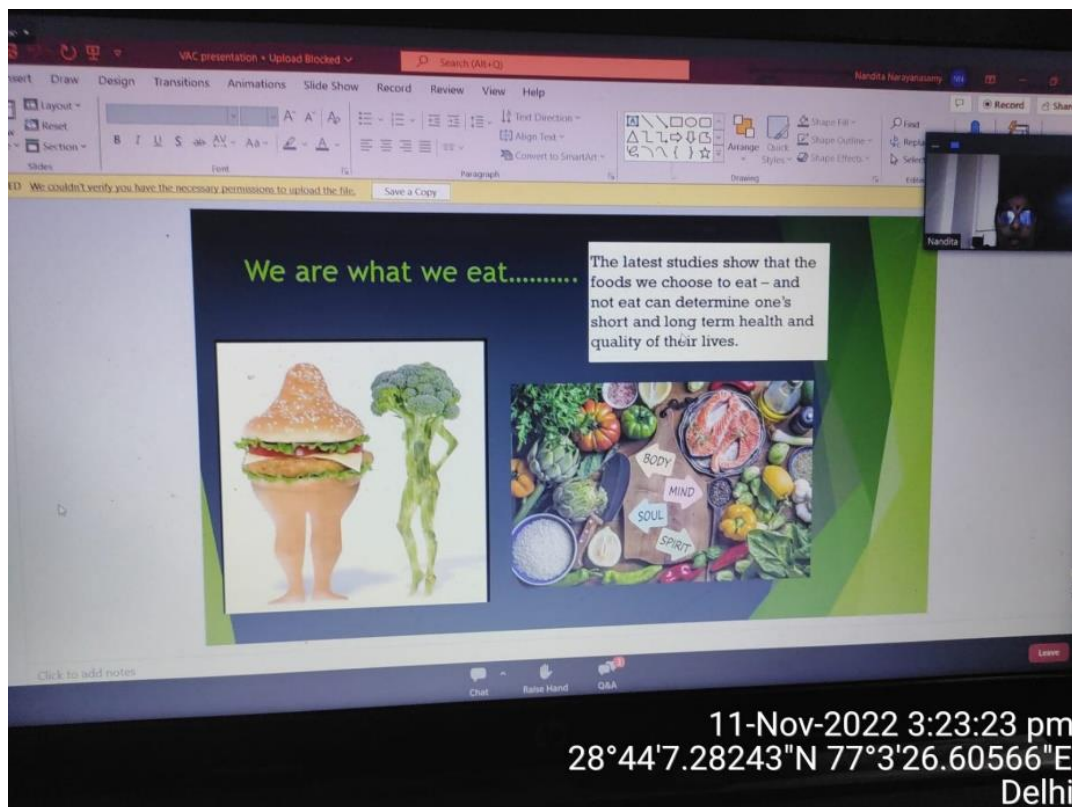 VAC presentation • Upload Blocked
Search (Alt+Q)
Nandita Narayanasamy
Draw
Design
Transitions
Animations
Slide Show
Record
Review
View
Help
Record
Layout
Reset
Section
Slides
B I U S ab AV Aa A
Font
Text Direction
Align Text
Convert to SmartArt
Paragraph
Arrange
Quick
Styles
Shape Fill
Shape Outline
Shape Effects
Drawing
Find
We couldn't verify you have the necessary permissions to upload the file.
Save a Copy
Nandita
We are what we eat..........
The latest studies show that the
foods we choose to eat – and
not eat can determine one's
short and long term health and
quality of their lives.
BODY
MIND
SOUL
SPIRIT
Click to add notes
Chat
Raise Hand
Q&A
Leave
11-Nov-2022 3:23:23 pm
28°44'7.28243"N 77°3'26.60566"E
Delhi